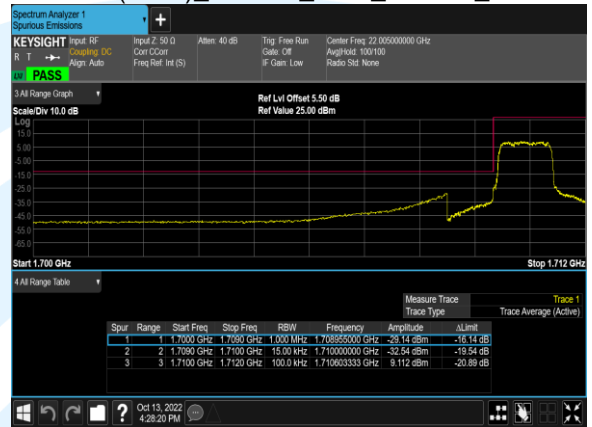 Spectrum Analyzer 1
Spurious Emissions
KEYSIGHT Input: RF Input Z: 50 Ω Atten: 40 dB Trig: Free Run Center Freq: 22.005000000 GHz
R T Coupling: DC Corr CCorr Gate: Off Avg|Hold: 100/100
Align: Auto Freq Ref: Int (S) IF Gain: Low Radio Std: None
PASS
3 All Range Graph
Ref Lvl Offset 5.50 dB
Scale/Div 10.0 dB Ref Value 25.00 dBm
Log
15.0
5.00
-5.00
-15.0
-25.0
-35.0
-45.0
-55.0
-65.0
Start 1.700 GHz Stop 1.712 GHz
4 All Range Table
Measure Trace Trace 1
Trace Type Trace Average (Active)
Spur Range Start Freq Stop Freq RBW Frequency Amplitude ΔLimit
1 1 1.7000 GHz 1.7090 GHz 1.000 MHz 1.708955000 GHz -29.14 dBm -16.14 dB
2 2 1.7090 GHz 1.7100 GHz 15.00 kHz 1.710000000 GHz -32.54 dBm -19.54 dB
3 3 1.7100 GHz 1.7120 GHz 100.0 kHz 1.710603333 GHz 9.112 dBm -20.89 dB
? Oct 13, 2022
4:28:20 PM